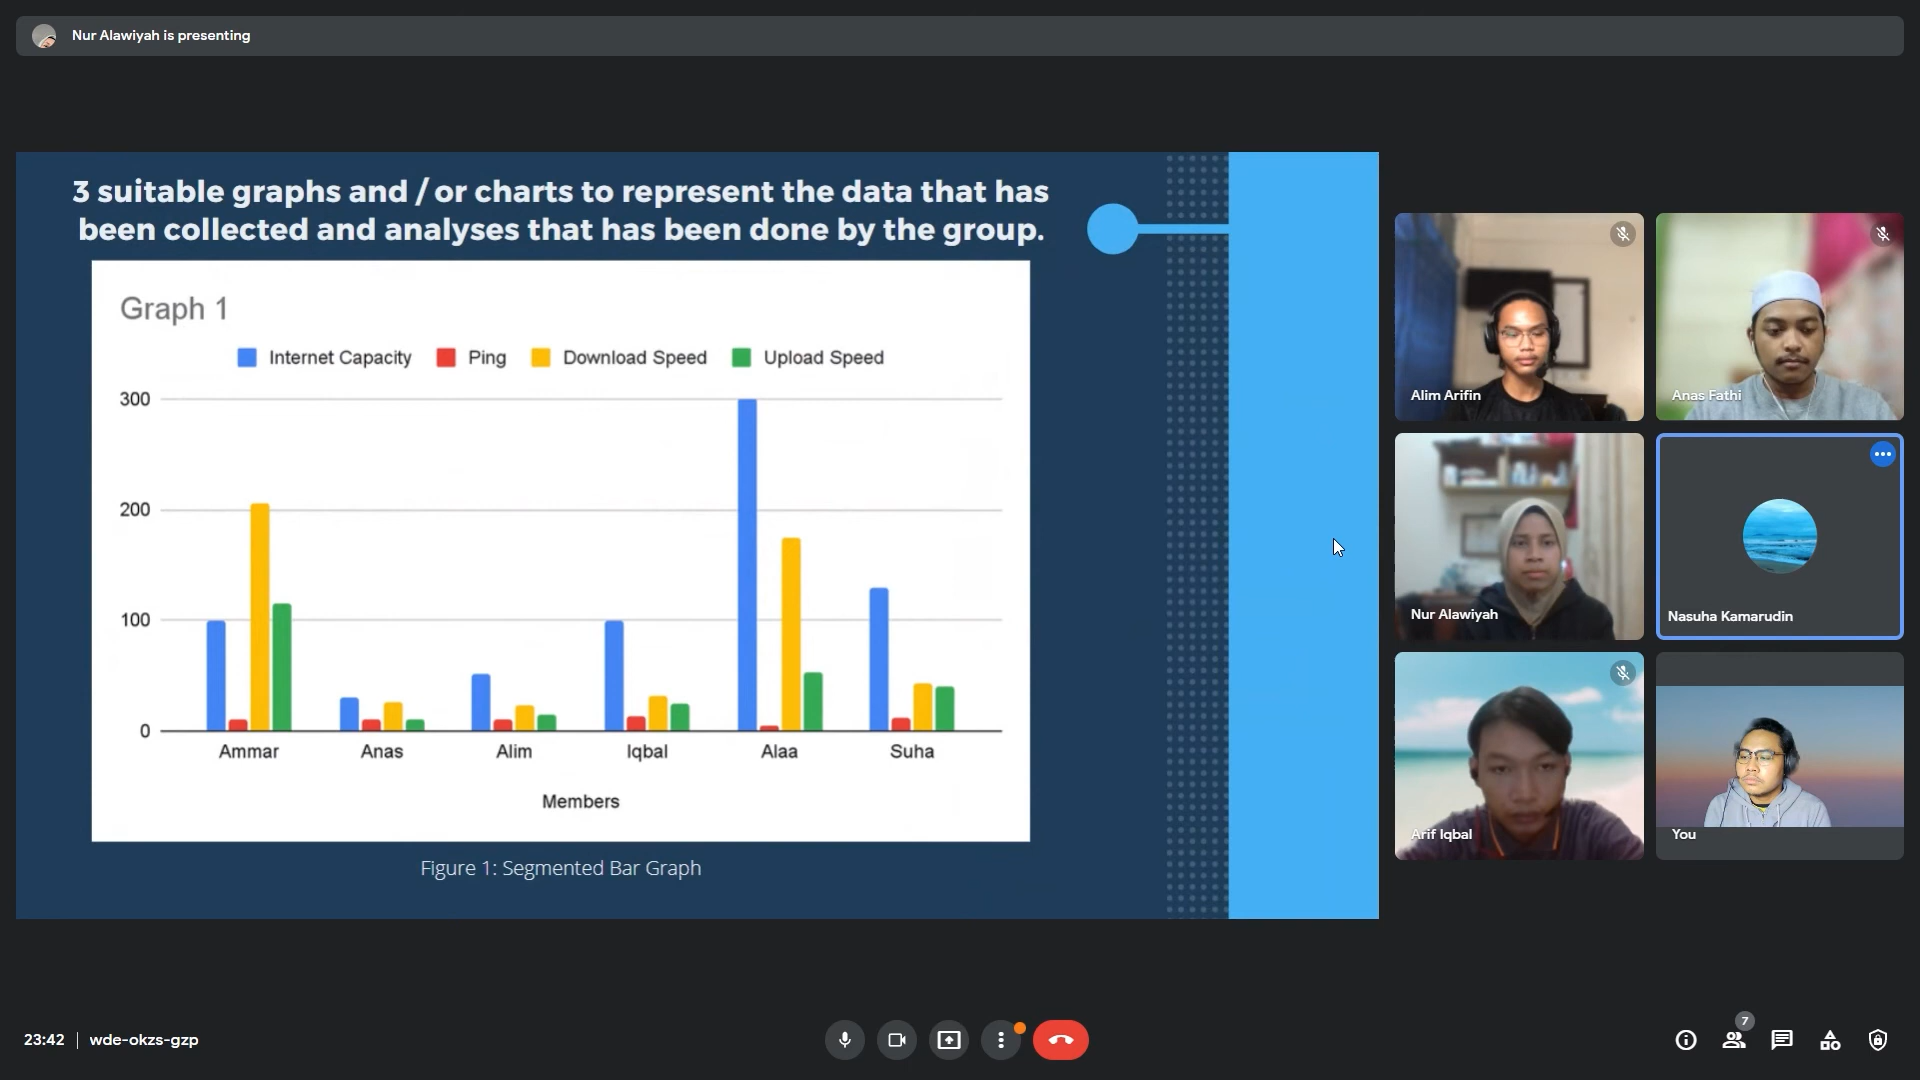 Nur Alawiyah is presenting
3 suitable graphs and / or charts to represent the data that has
been collected and analyses that has been done by the group.
Graph 1
Internet Capacity
Ping
Download Speed
Upload Speed
300
200
100
0
Ammar
Anas
Alim
Iqbal
Alaa
Suha
Members
Figure 1: Segmented Bar Graph
Alim Arifin
Anas Fathi
Nur Alawiyah
Nasuha Kamarudin
Arif Iqbal
You
23:42
wde-okzs-gzp
7